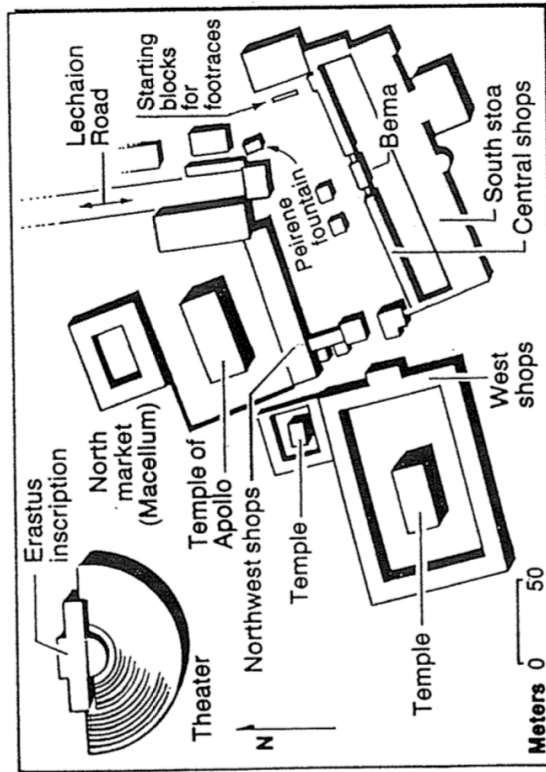 Erastus
inscription
Lechaion
Road
Starting
blocks
for
footraces
North
market
(Macellum)
Peirene
fountain
Theater
Temple of
Apollo
Northwest shops
Temple
Bema
N
Temple
West
shops
South stoa
Central shops
Meters 0 50